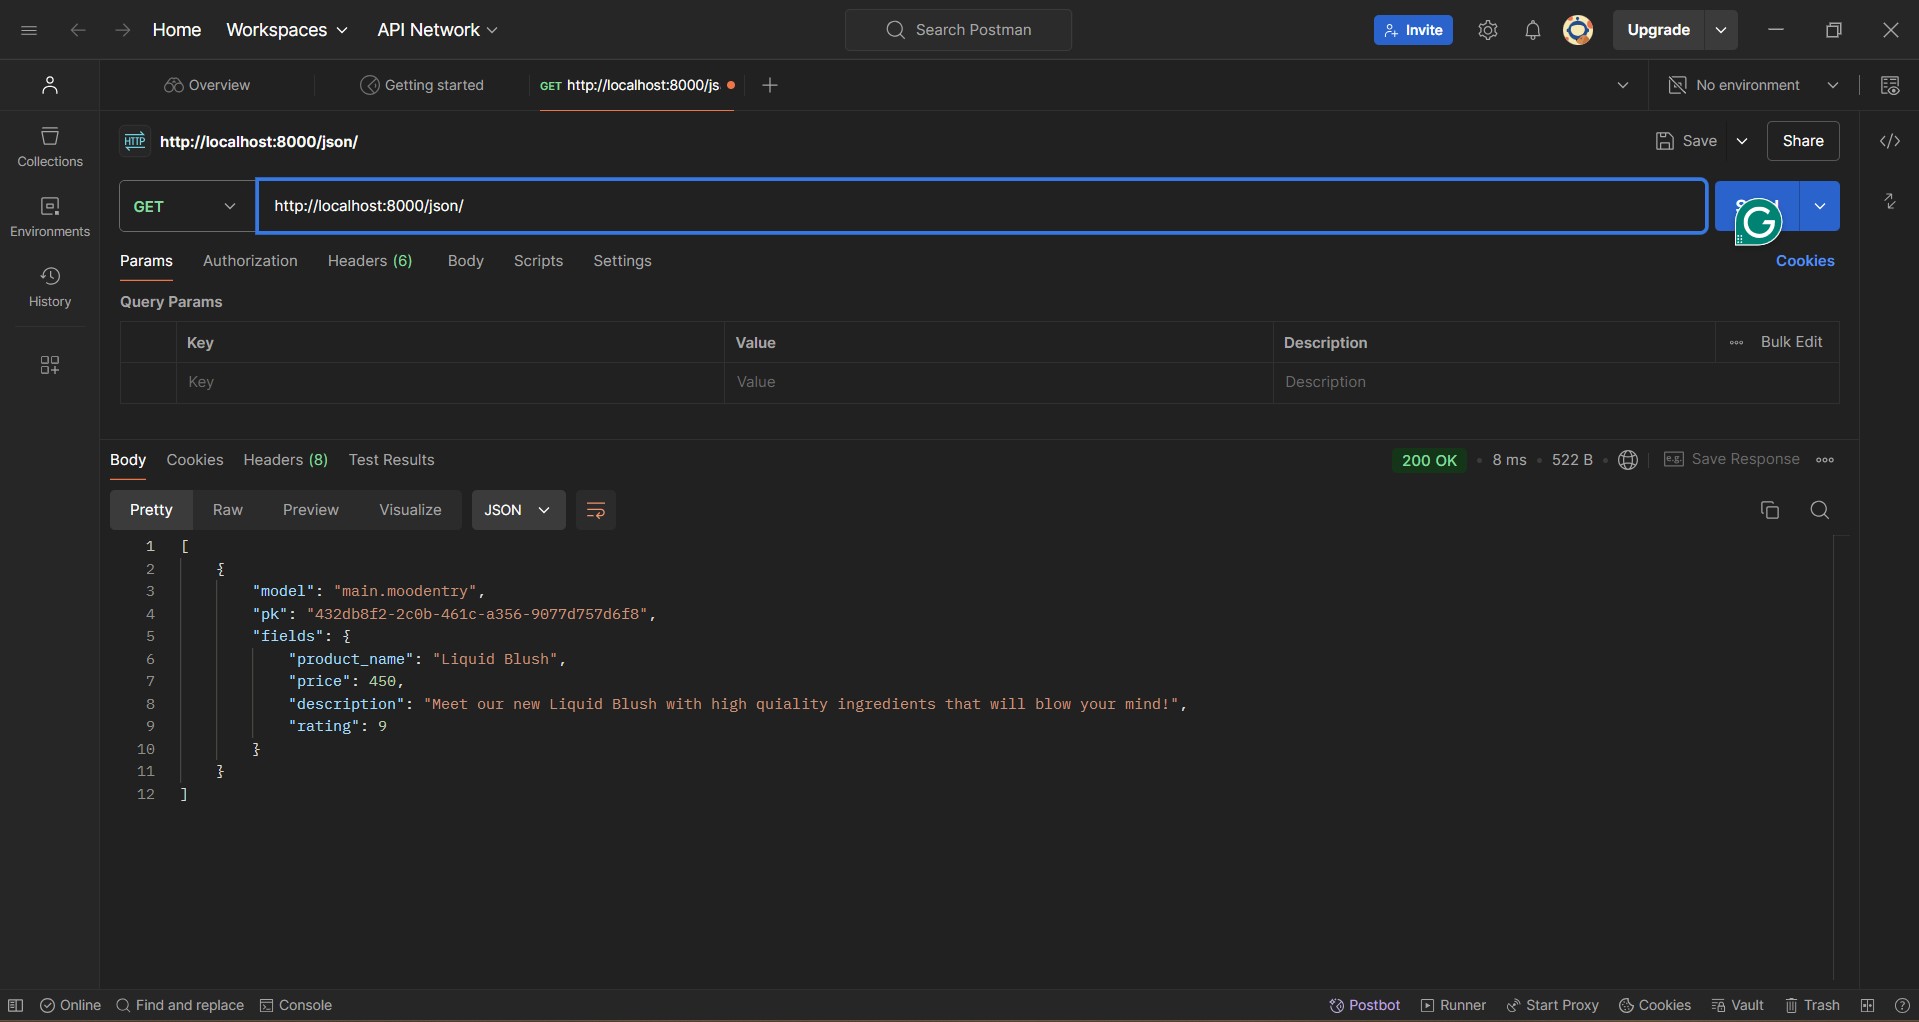 Home Workspaces API Network Search Postman Invite Upgrade
Overview Getting started GET http://localhost:8000/js No environment
HTTP http://localhost:8000/json/ Save Share
Collections
Environments
History
GET http://localhost:8000/json/
Params Authorization Headers (6) Body Scripts Settings Cookies
Query Params
Key Value Description Bulk Edit
Key Value Description
Body Cookies Headers (8) Test Results 200 OK 8 ms 522 B e.g. Save Response
Pretty Raw Preview Visualize JSON
1 [
2 {
3 "model": "main.moodentry",
4 "pk": "432db8f2-2c0b-461c-a356-9077d757d6f8",
5 "fields": {
6 "product_name": "Liquid Blush",
7 "price": 450,
8 "description": "Meet our new Liquid Blush with high quiality ingredients that will blow your mind!",
9 "rating": 9
10 }
11 }
12 ]
Online Find and replace Console Postbot Runner Start Proxy Cookies Vault Trash